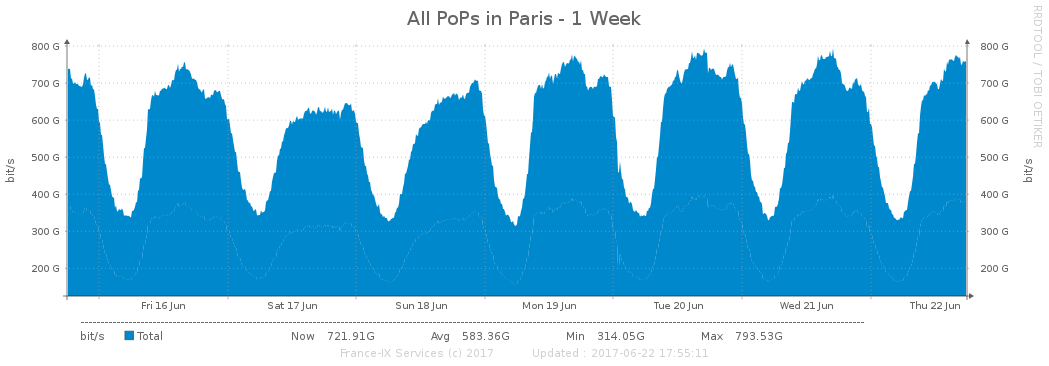 All PoPs in Paris - 1 Week
RRDTOOL / TOBI OETIKER
800 G 800 G
700 G 700 G
600 G 600 G
500 G 500 G
400 G 400 G
300 G 300 G
200 G 200 G
bit/s
bit/s
Fri 16 Jun Sat 17 Jun Sun 18 Jun Mon 19 Jun Tue 20 Jun Wed 21 Jun Thu 22 Jun
bit/s Total Now 721.91G Avg 583.36G Min 314.05G Max 793.53G
France-IX Services (c) 2017 Updated : 2017-06-22 17:55:11